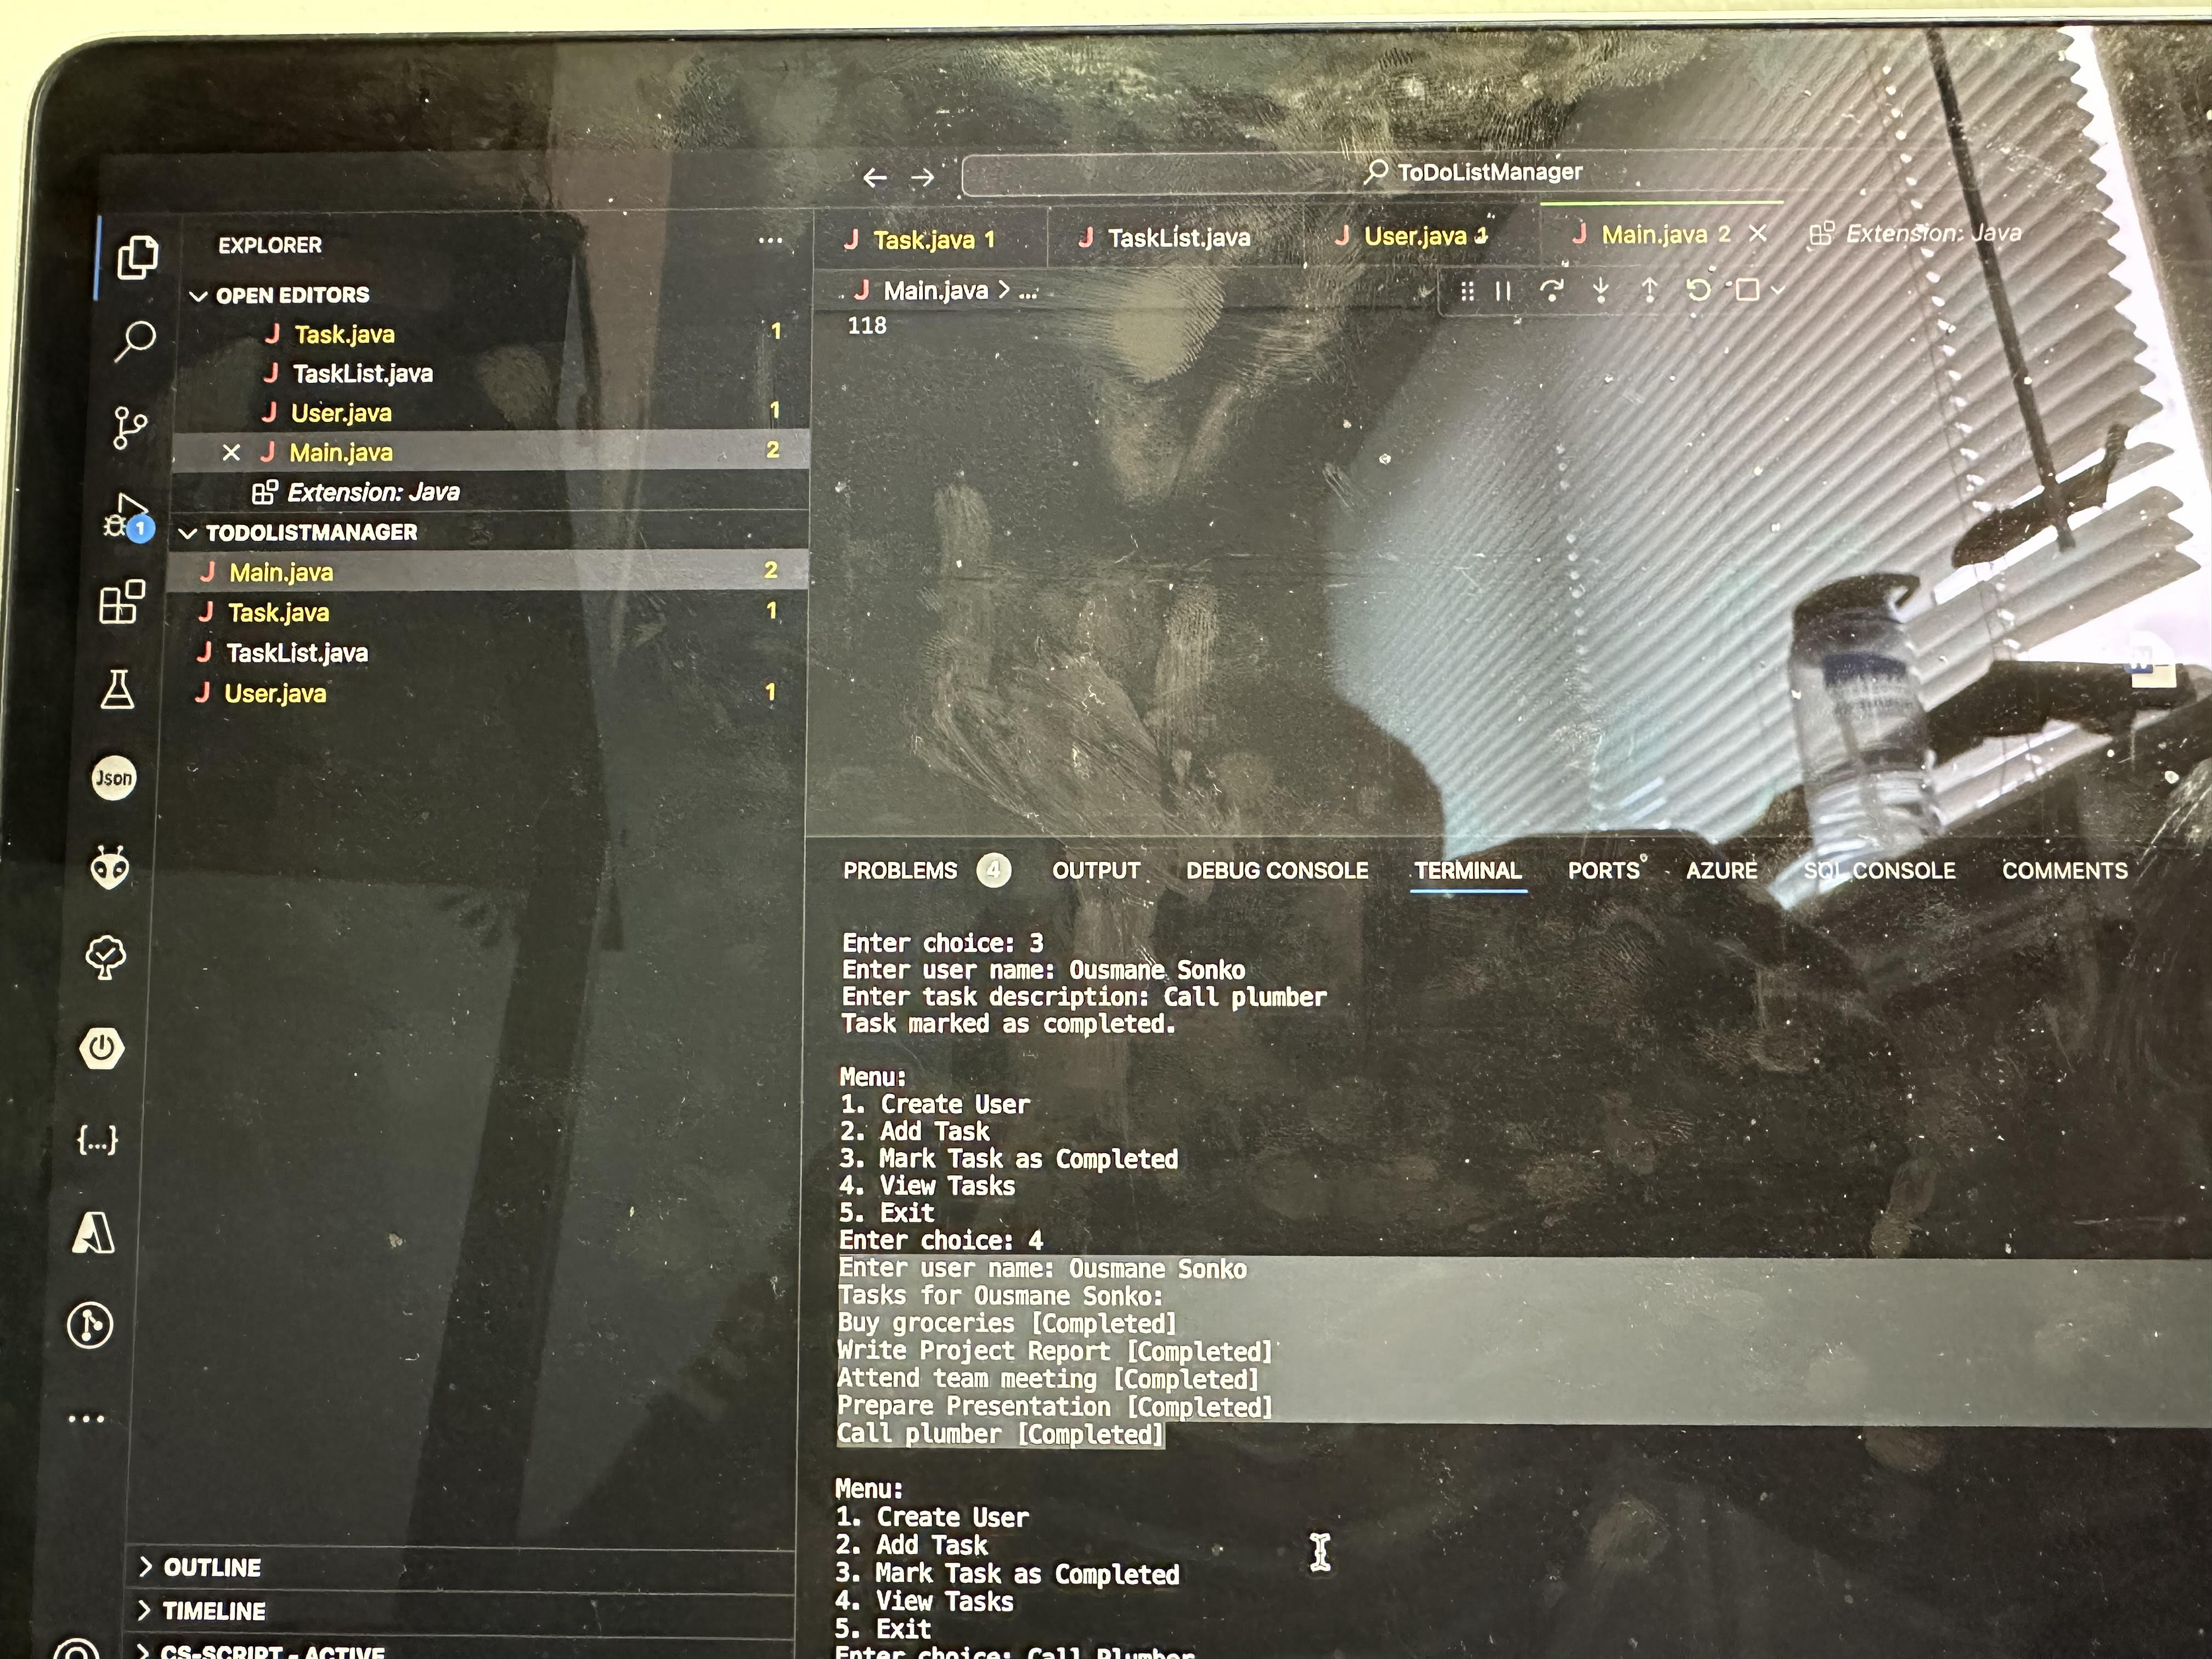 ToDoListManager
EXPLORER
Task.java 1
TaskList.java
User.java 1
Main.java 2
Extension: Java
OPEN EDITORS
Task.java 1
TaskList.java
User.java 1
Main.java 2
Extension: Java
Main.java > ...
118
1
TODOLISTMANAGER
Main.java 2
Task.java 1
TaskList.java
User.java 1
Json
{...}
PROBLEMS 4 OUTPUT DEBUG CONSOLE TERMINAL PORTS AZURE SQL CONSOLE COMMENTS
Enter choice: 3
Enter user name: Ousmane Sonko
Enter task description: Call plumber
Task marked as completed.
Menu:
1. Create User
2. Add Task
3. Mark Task as Completed
4. View Tasks
5. Exit
Enter choice: 4
Enter user name: Ousmane Sonko
Tasks for Ousmane Sonko:
Buy groceries [Completed]
Write Project Report [Completed]
Attend team meeting [Completed]
Prepare Presentation [Completed]
Call plumber [Completed]
Menu:
1. Create User
2. Add Task
3. Mark Task as Completed
4. View Tasks
5. Exit
Enter choice: Call Plumber
OUTLINE
TIMELINE
CS-SCRIPT - ACTIVE